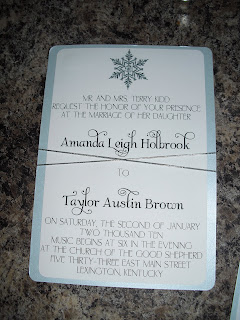 MR. AND MRS. TERRY KIDD
REQUEST THE HONOR OF YOUR PRESENCE
AT THE MARRIAGE OF HER DAUGHTER
Amanda Leigh Holbrook
TO
Taylor Austin Brown
ON SATURDAY, THE SECOND OF JANUARY
TWO THOUSAND TEN
MUSIC BEGINS AT SIX IN THE EVENING
AT THE CHURCH OF THE GOOD SHEPHERD
FIVE THIRTY-THREE EAST MAIN STREET
LEXINGTON, KENTUCKY